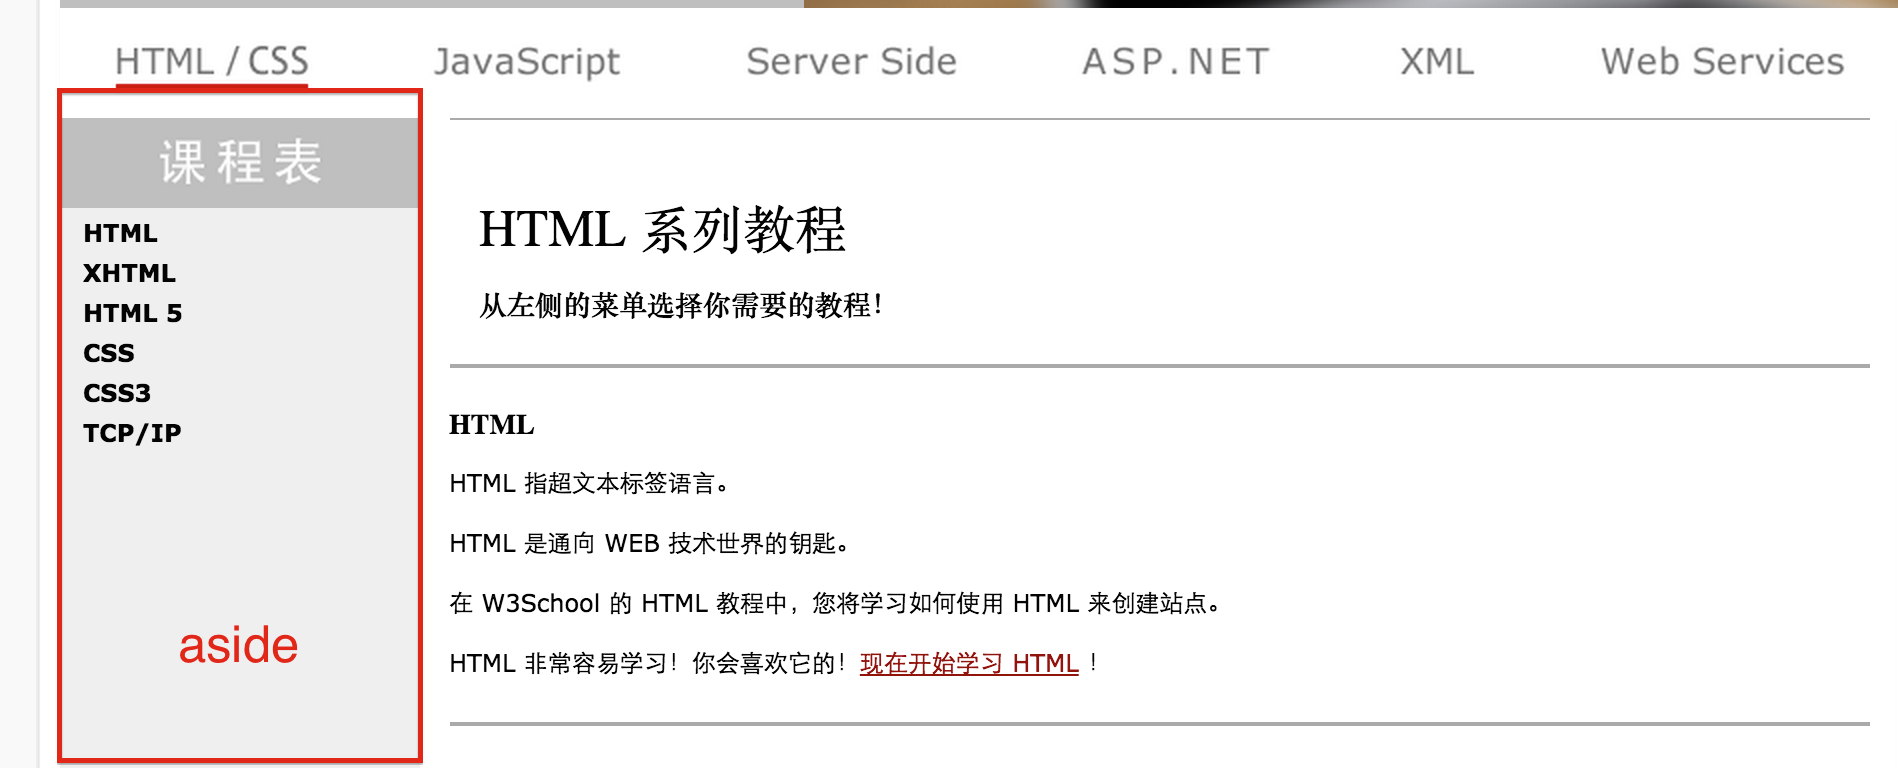 HTML / CSS JavaScript Server Side ASP.NET XML Web Services
课程表
HTML
XHTML
HTML 5
CSS
CSS3
TCP/IP
aside
HTML 系列教程
从左侧的菜单选择你需要的教程！
HTML
HTML 指超文本标签语言。
HTML 是通向 WEB 技术世界的钥匙。
在 W3School 的 HTML 教程中，您将学习如何使用 HTML 来创建站点。
HTML 非常容易学习！你会喜欢它的！现在开始学习 HTML ！